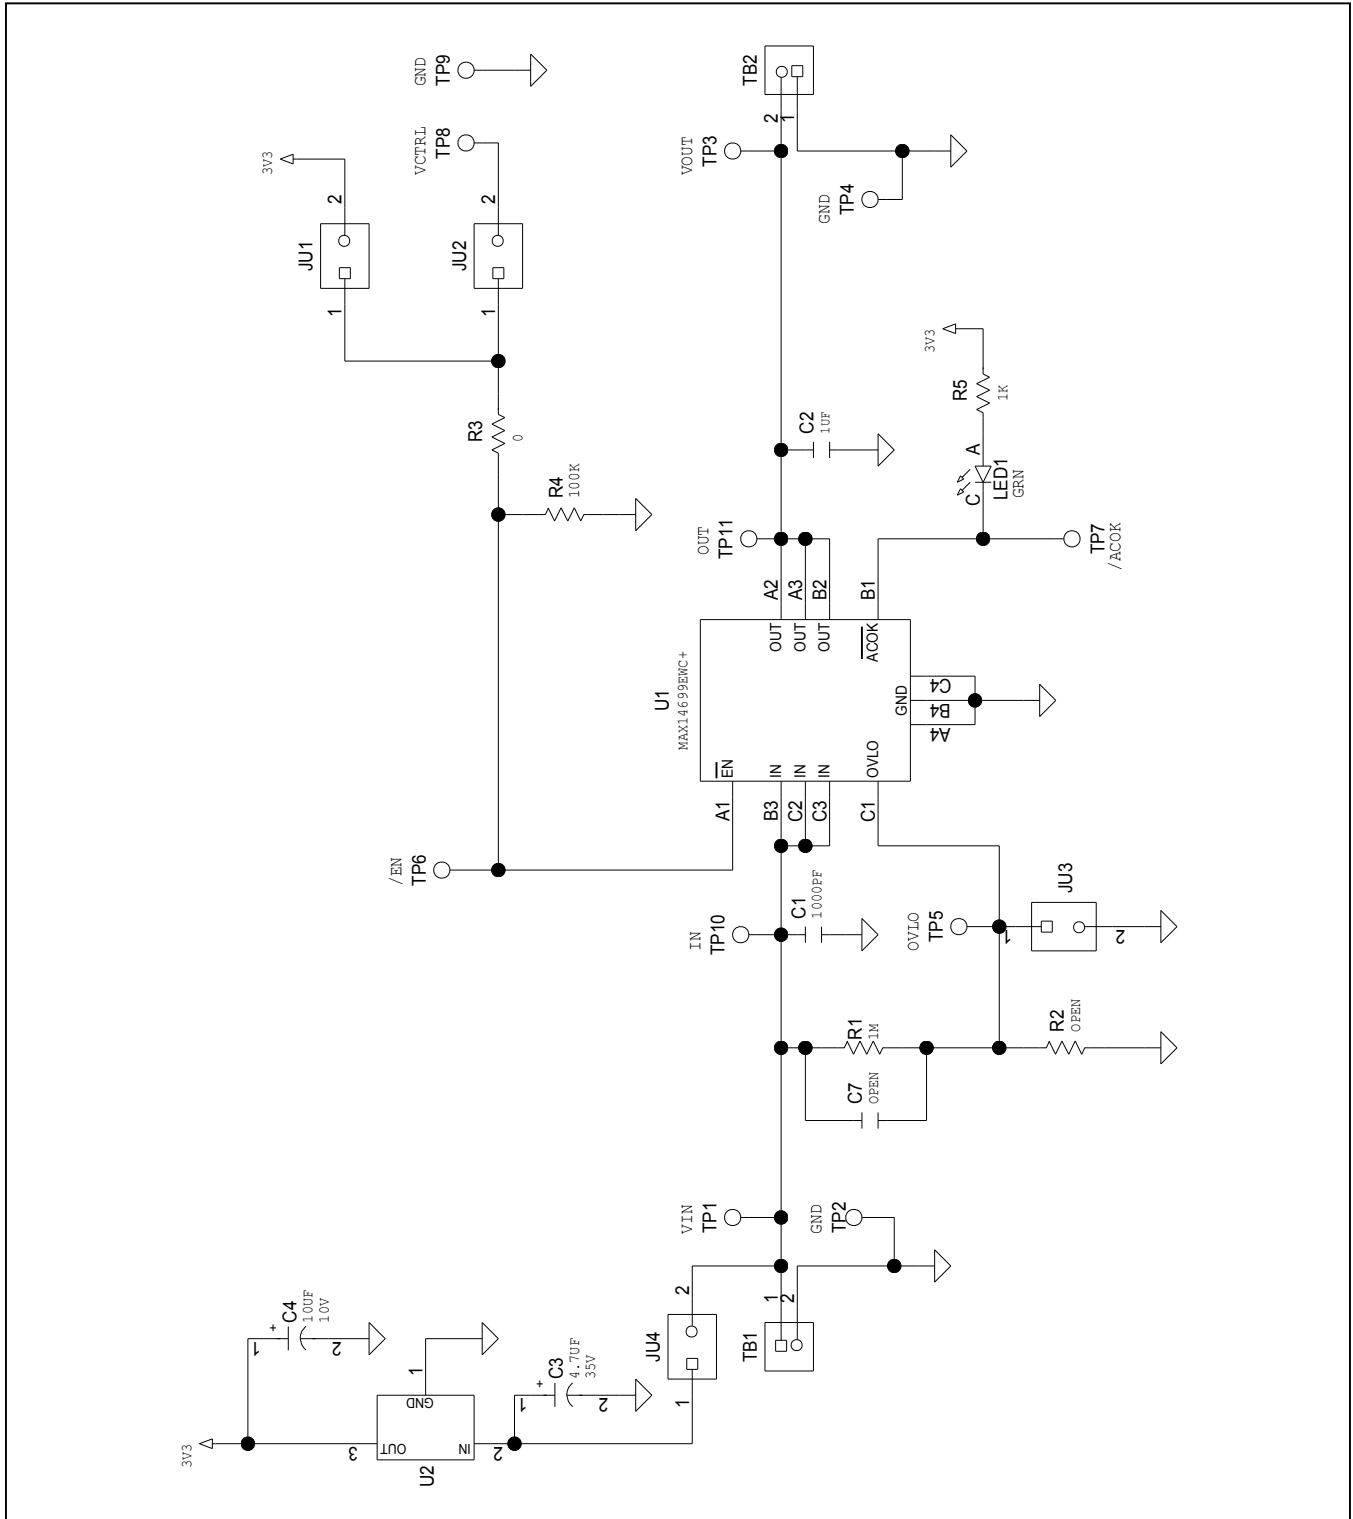 GND
TP9
VCTRL
TP8
3V3
2
JU1
1
2
JU2
1
R3
0
R4
100K
/EN
TP6
TB2
2
1
VOUT
TP3
GND
TP4
C2
1UF
3V3
R5
1K
A
LED1
GRN
C
TP7
/ACOK
OUT
TP11
A2
A3
B2
B1
OUT
OUT
OUT
ACOK
U1
MAX14699EWC+
GND
C4
B4
A4
EN
IN
IN
IN
OVLO
A1
B3
C2
C3
C1
IN
TP10
C1
1000PF
OVLO
TP5
JU3
1
2
R1
1M
C7
OPEN
R2
OPEN
VIN
TP1
GND
TP2
1
2
TB1
2
JU4
1
C4
10UF
10V
+
1
2
1
GND
OUT
IN
U2
3
2
C3
4.7UF
35V
+
1
2
3V3